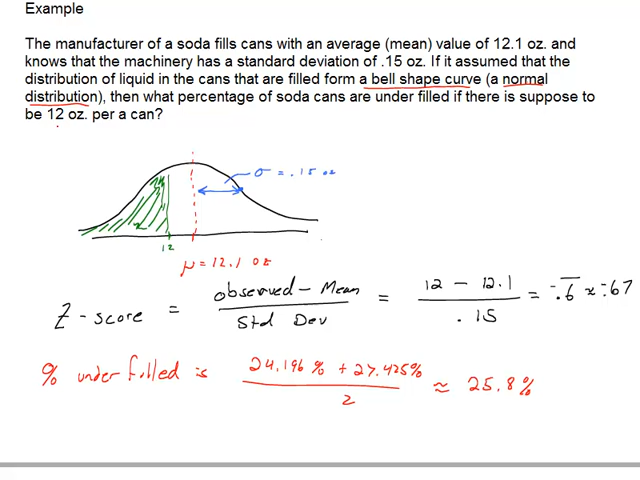 Example
The manufacturer of a soda fills cans with an average (mean) value of 12.1 oz. and
knows that the machinery has a standard deviation of .15 oz. If it assumed that the
distribution of liquid in the cans that are filled form a bell shape curve (a normal
distribution), then what percentage of soda cans are under filled if there is suppose to
be 12 oz. per a can?
σ = .15 oz
12
μ = 12.1 oz
Z-score = observed - Mean / Std Dev = 12 - 12.1 / .15 = -.6̅ ≈ -.67
% underfilled is 24.196% + 27.425% / 2 ≈ 25.8%